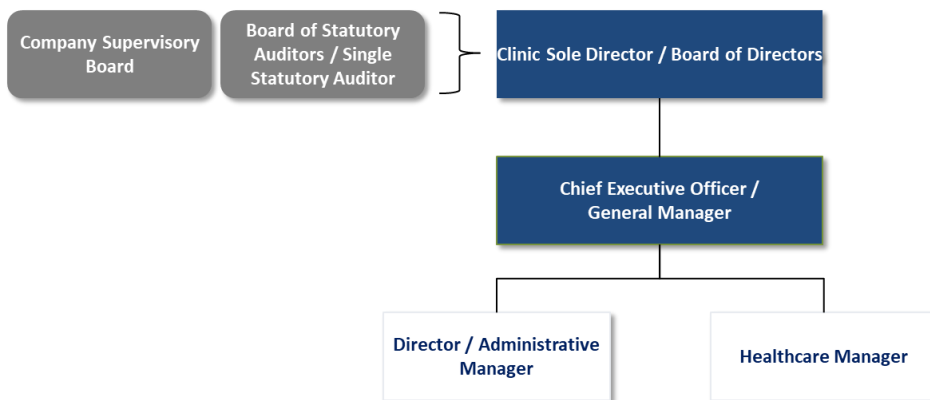 Company Supervisory
Board
Board of Statutory
Auditors / Single
Statutory Auditor
Clinic Sole Director / Board of Directors
Chief Executive Officer /
General Manager
Director / Administrative
Manager
Healthcare Manager